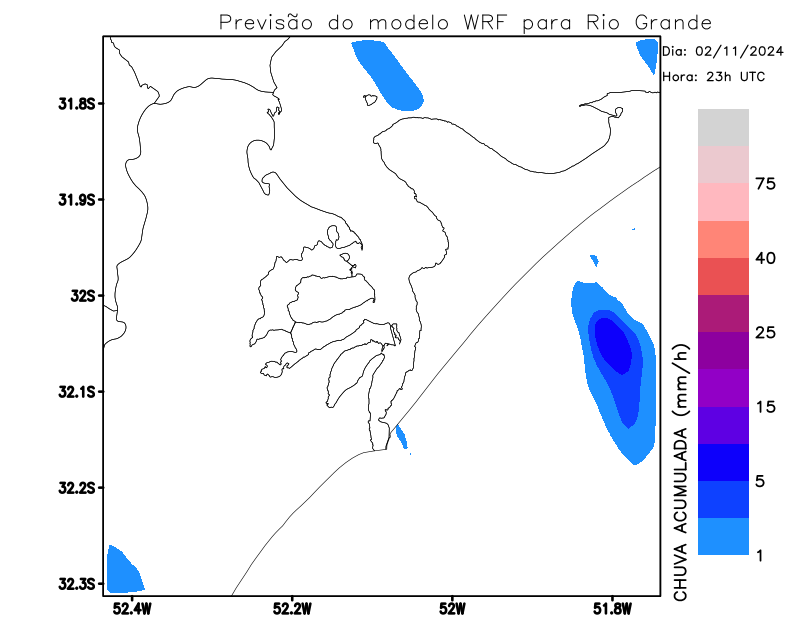 Previsão do modelo WRF para Rio Grande
Dia: 02/11/2024
Hora: 23h UTC
31.8S
31.9S
32S
32.1S
32.2S
32.3S
52.4W
52.2W
52W
51.8W
75
40
25
15
5
1
CHUVA ACUMULADA (mm/h)